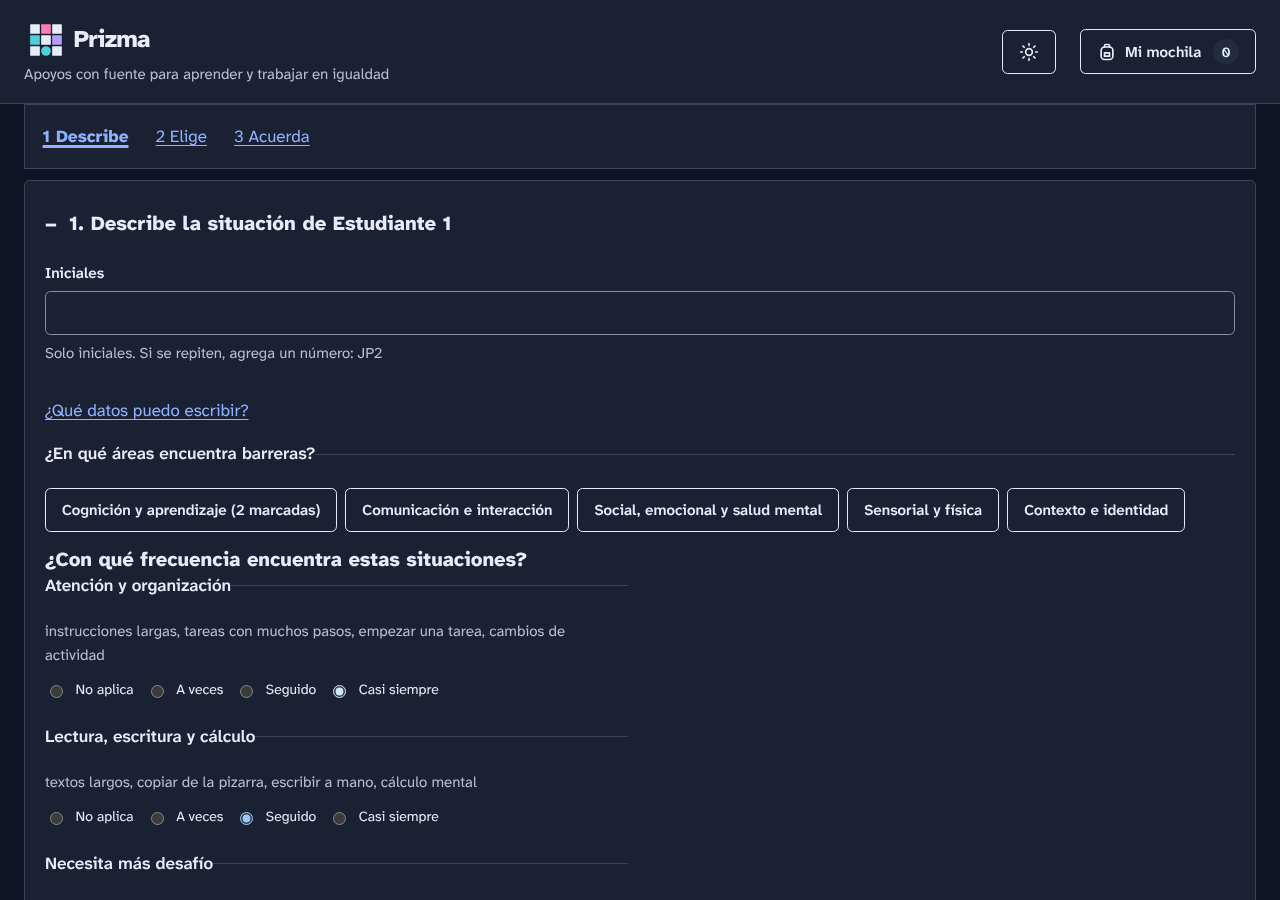 Prizma
Apoyos con fuente para aprender y trabajar en igualdad
Mi mochila 0
1 Describe 2 Elige 3 Acuerda
– 1. Describe la situación de Estudiante 1
Iniciales
Solo iniciales. Si se repiten, agrega un número: JP2
¿Qué datos puedo escribir?
¿En qué áreas encuentra barreras?
Cognición y aprendizaje (2 marcadas) Comunicación e interacción Social, emocional y salud mental Sensorial y física Contexto e identidad
¿Con qué frecuencia encuentra estas situaciones?
Atención y organización
instrucciones largas, tareas con muchos pasos, empezar una tarea, cambios de
actividad
No aplica A veces Seguido Casi siempre
Lectura, escritura y cálculo
textos largos, copiar de la pizarra, escribir a mano, cálculo mental
No aplica A veces Seguido Casi siempre
Necesita más desafío